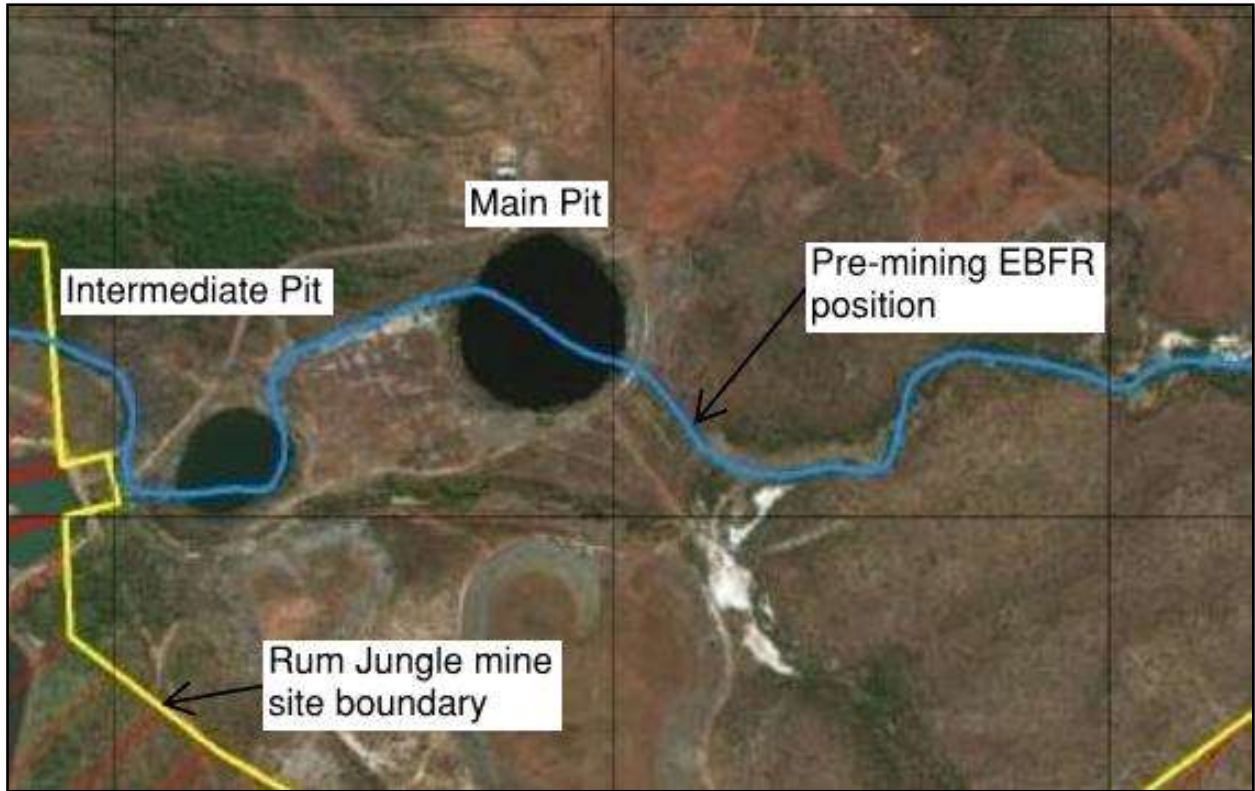 Main Pit
Pre-mining EBFR
position
Intermediate Pit
Rum Jungle mine
site boundary